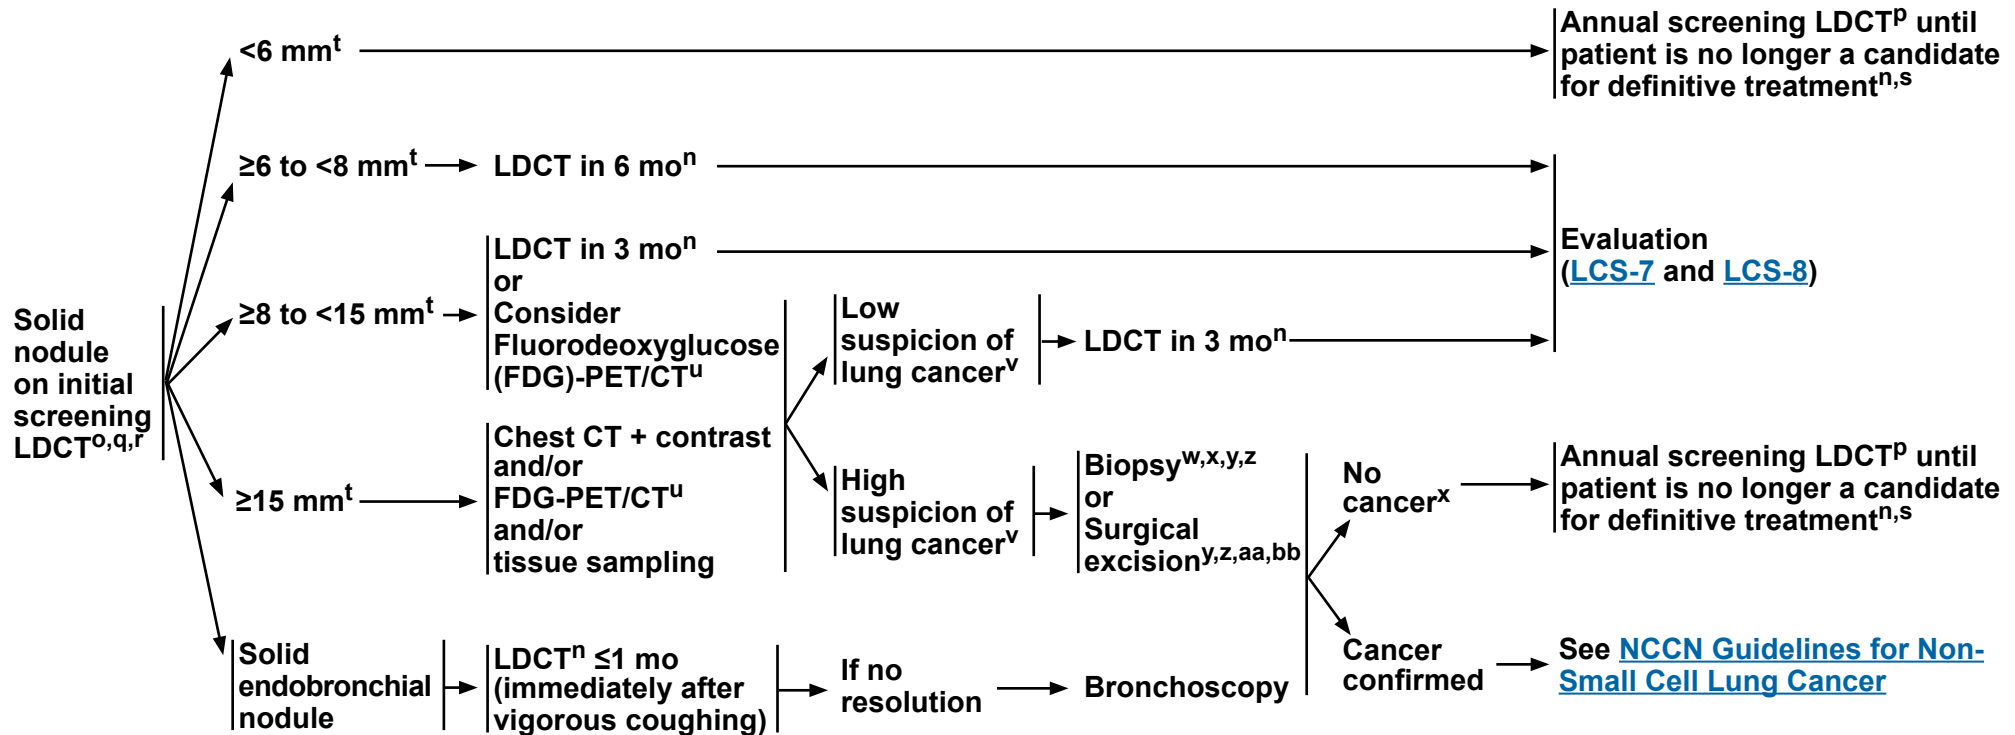 Solid
nodule
on initial
screening
LDCTo,q,r
<6 mmt
Annual screening LDCTp until
patient is no longer a candidate
for definitive treatmentn,s
≥6 to <8 mmt
LDCT in 6 mon
≥8 to <15 mmt
LDCT in 3 mon
or
Consider
Fluorodeoxyglucose
(FDG)-PET/CTu
≥15 mmt
Chest CT + contrast
and/or
FDG-PET/CTu
and/or
tissue sampling
Low
suspicion of
lung cancerv
LDCT in 3 mon
Evaluation
(LCS-7 and LCS-8)
High
suspicion of
lung cancerv
Biopsyw,x,y,z
or
Surgical
excisiony,z,aa,bb
No
cancerx
Annual screening LDCTp until
patient is no longer a candidate
for definitive treatmentn,s
Solid
endobronchial
nodule
LDCTn ≤1 mo
(immediately after
vigorous coughing)
If no
resolution
Bronchoscopy
Cancer
confirmed
See NCCN Guidelines for Non-
Small Cell Lung Cancer